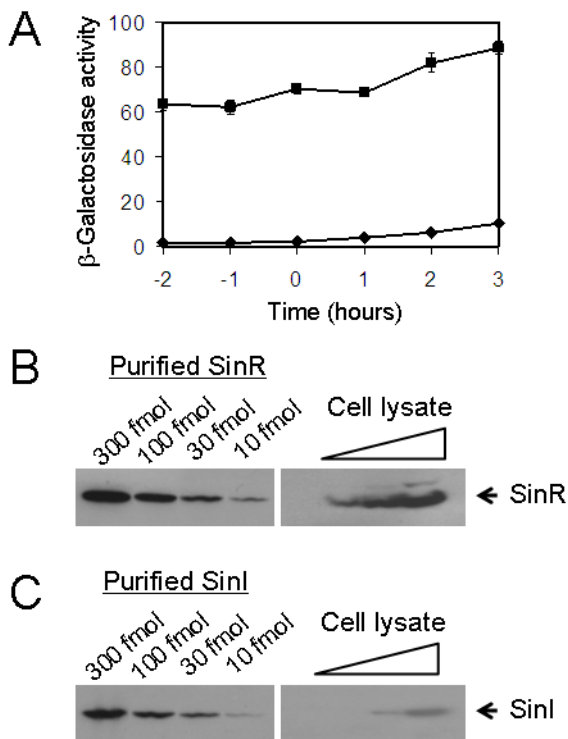 A
β-Galactosidase activity
100
80
60
40
20
0
-2 -1 0 1 2 3
Time (hours)
B
Purified SinR
300 fmol 100 fmol 30 fmol 10 fmol
Cell lysate
SinR
C
Purified SinI
300 fmol 100 fmol 30 fmol 10 fmol
Cell lysate
SinI